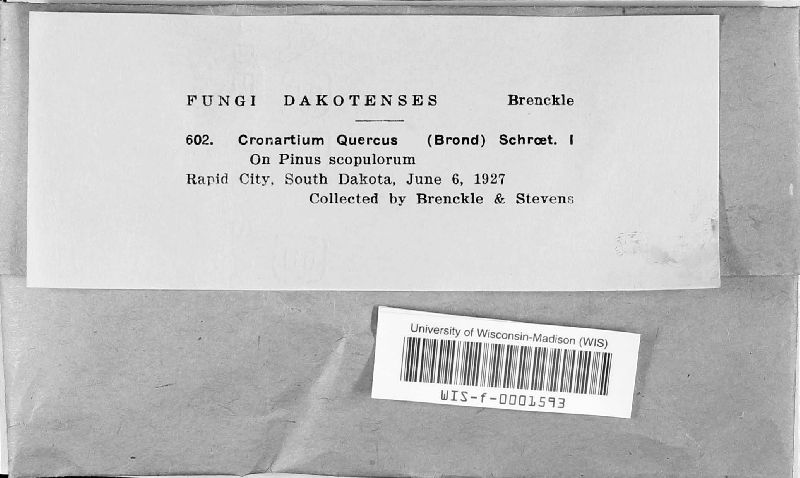 FUNGI DAKOTENSES Brenckle
602. Cronartium Quercus (Brond) Schrœt. I
On Pinus scopulorum
Rapid City, South Dakota, June 6, 1927
Collected by Brenckle & Stevens
University of Wisconsin-Madison (WIS)
WIS-f-0001593